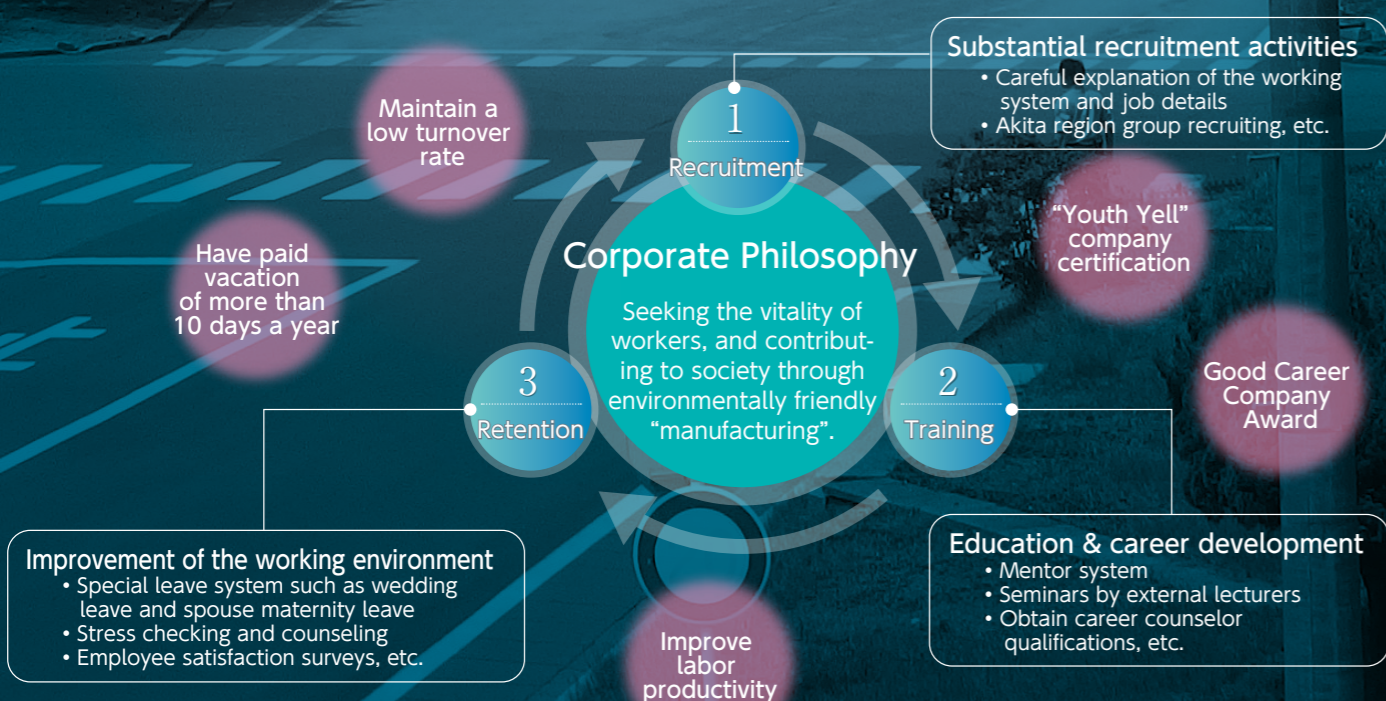 Substantial recruitment activities
• Careful explanation of the working
system and job details
• Akita region group recruiting, etc.
Maintain a
low turnover
rate
1
Recruitment
"Youth Yell"
company
certification
Have paid
vacation
of more than
10 days a year
Corporate Philosophy
Seeking the vitality of
workers, and contribut-
ing to society through
environmentally friendly
"manufacturing".
3
Retention
2
Training
Good Career
Company
Award
Improvement of the working environment
• Special leave system such as wedding
leave and spouse maternity leave
• Stress checking and counseling
• Employee satisfaction surveys, etc.
Education & career development
• Mentor system
• Seminars by external lecturers
• Obtain career counselor
qualifications, etc.
Improve
labor
productivity